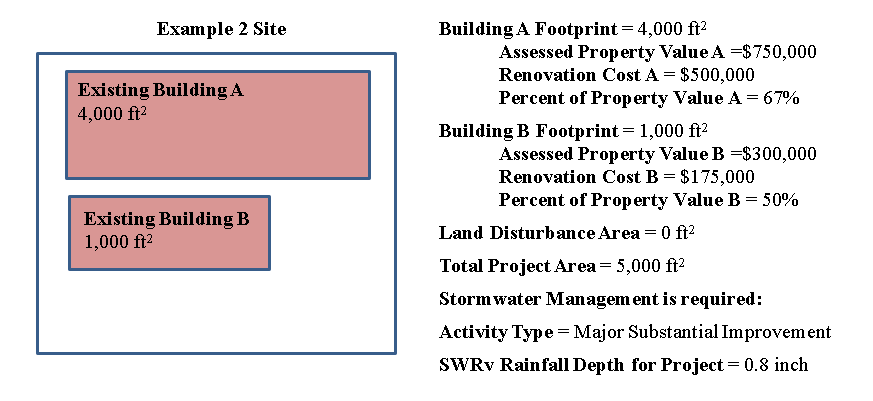 Example 2 Site
Existing Building A
4,000 ft²
Existing Building B
1,000 ft²
Building A Footprint = 4,000 ft²
Assessed Property Value A =$750,000
Renovation Cost A = $500,000
Percent of Property Value A = 67%
Building B Footprint = 1,000 ft²
Assessed Property Value B =$300,000
Renovation Cost B = $175,000
Percent of Property Value B = 50%
Land Disturbance Area = 0 ft²
Total Project Area = 5,000 ft²
Stormwater Management is required:
Activity Type = Major Substantial Improvement
SWRv Rainfall Depth for Project = 0.8 inch